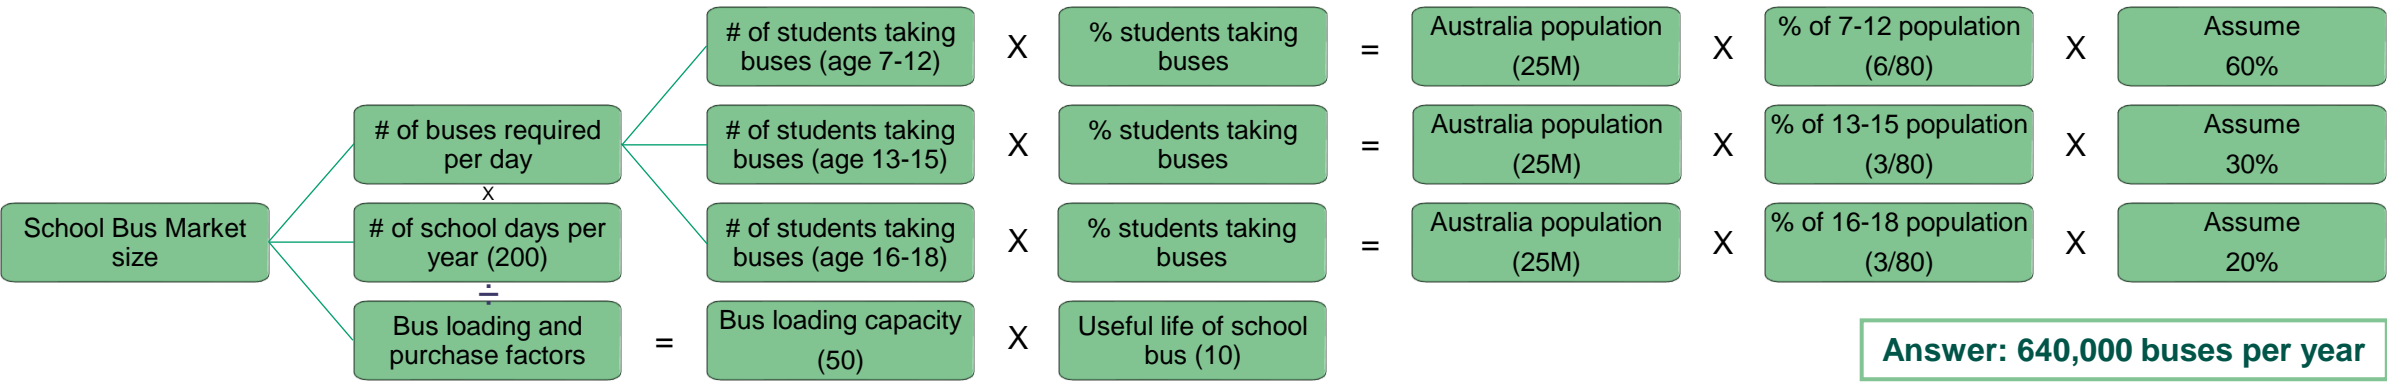 # of students taking
buses (age 7-12)
X
% students taking
buses
=
Australia population
(25M)
X
% of 7-12 population
(6/80)
X
Assume
60%
# of buses required
per day
# of students taking
buses (age 13-15)
X
% students taking
buses
=
Australia population
(25M)
X
% of 13-15 population
(3/80)
X
Assume
30%
x
School Bus Market
size
# of school days per
year (200)
# of students taking
buses (age 16-18)
X
% students taking
buses
=
Australia population
(25M)
X
% of 16-18 population
(3/80)
X
Assume
20%
÷
Bus loading and
purchase factors
=
Bus loading capacity
(50)
X
Useful life of school
bus (10)
Answer: 640,000 buses per year